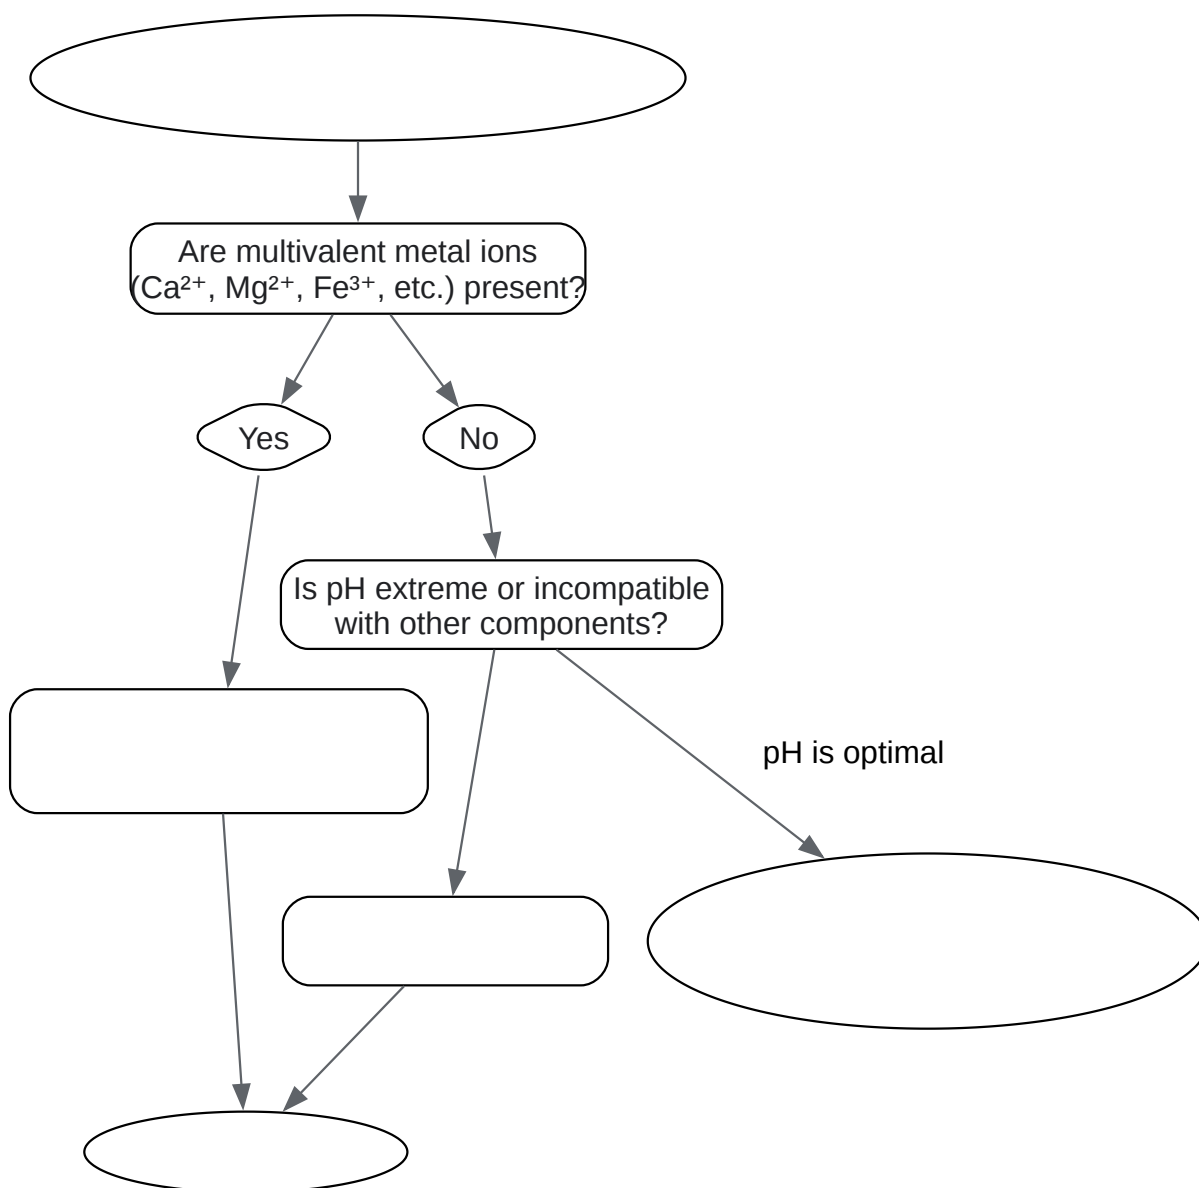 Are multivalent metal ions
(Ca²⁺, Mg²⁺, Fe³⁺, etc.) present?
Yes
No
Is pH extreme or incompatible
with other components?
pH is optimal